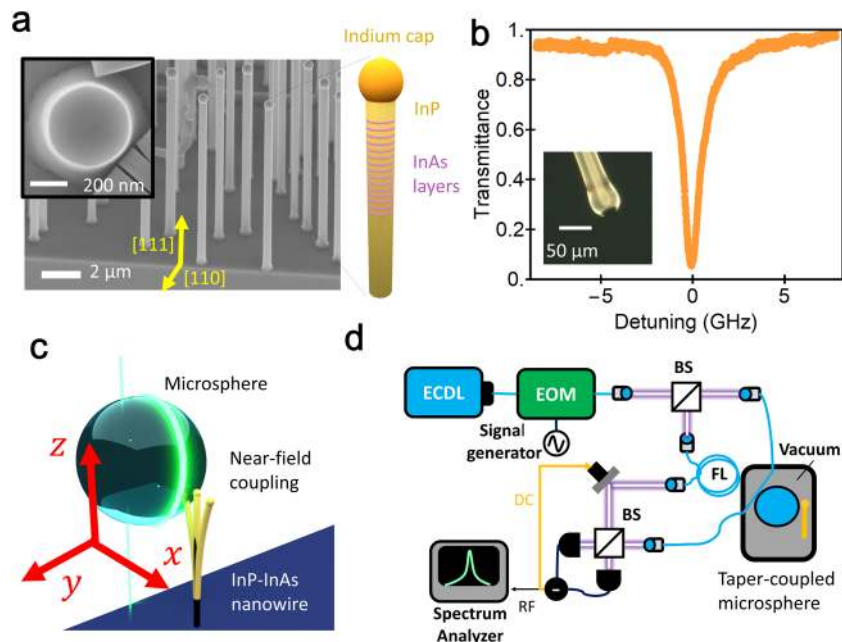 a
Indium cap
InP
InAs
layers
200 nm
[111]
[110]
2 μm
b
Transmittance
1.
0.8
0.6
0.4
0.2
0.
50 μm
−5
0
5
Detuning (GHz)
c
Microsphere
Near-field
coupling
z
x
y
InP-InAs
nanowire
d
ECDL
EOM
BS
Signal
generator
Vacuum
FL
DC
BS
RF
Spectrum
Analyzer
Taper-coupled
microsphere